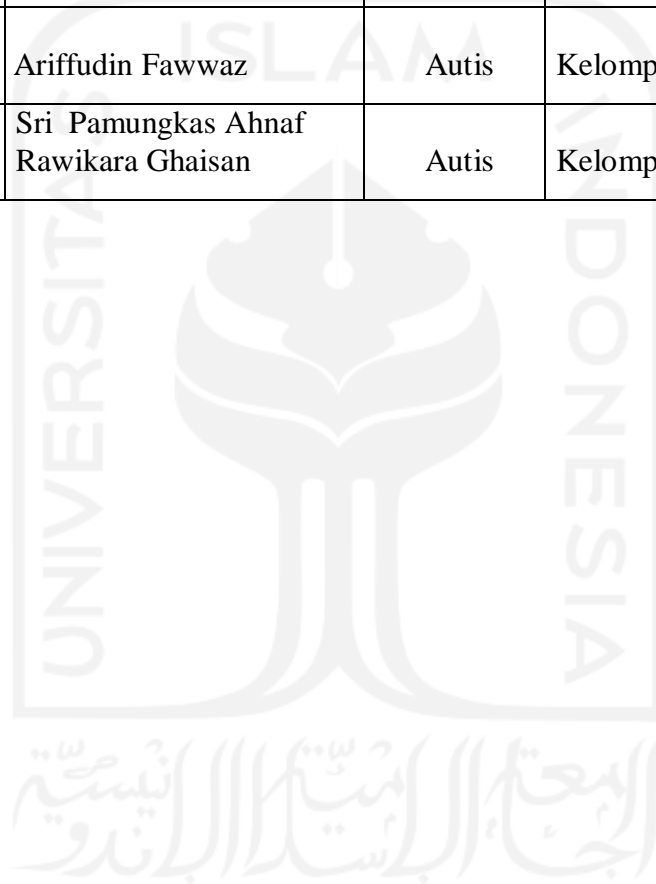 Ariffudin Fawwaz Autis Kelomp
Sri Pamungkas Ahnaf
Rawikara Ghaisan Autis Kelomp
ISLAM
UNIVERSITAS
INDONESIA